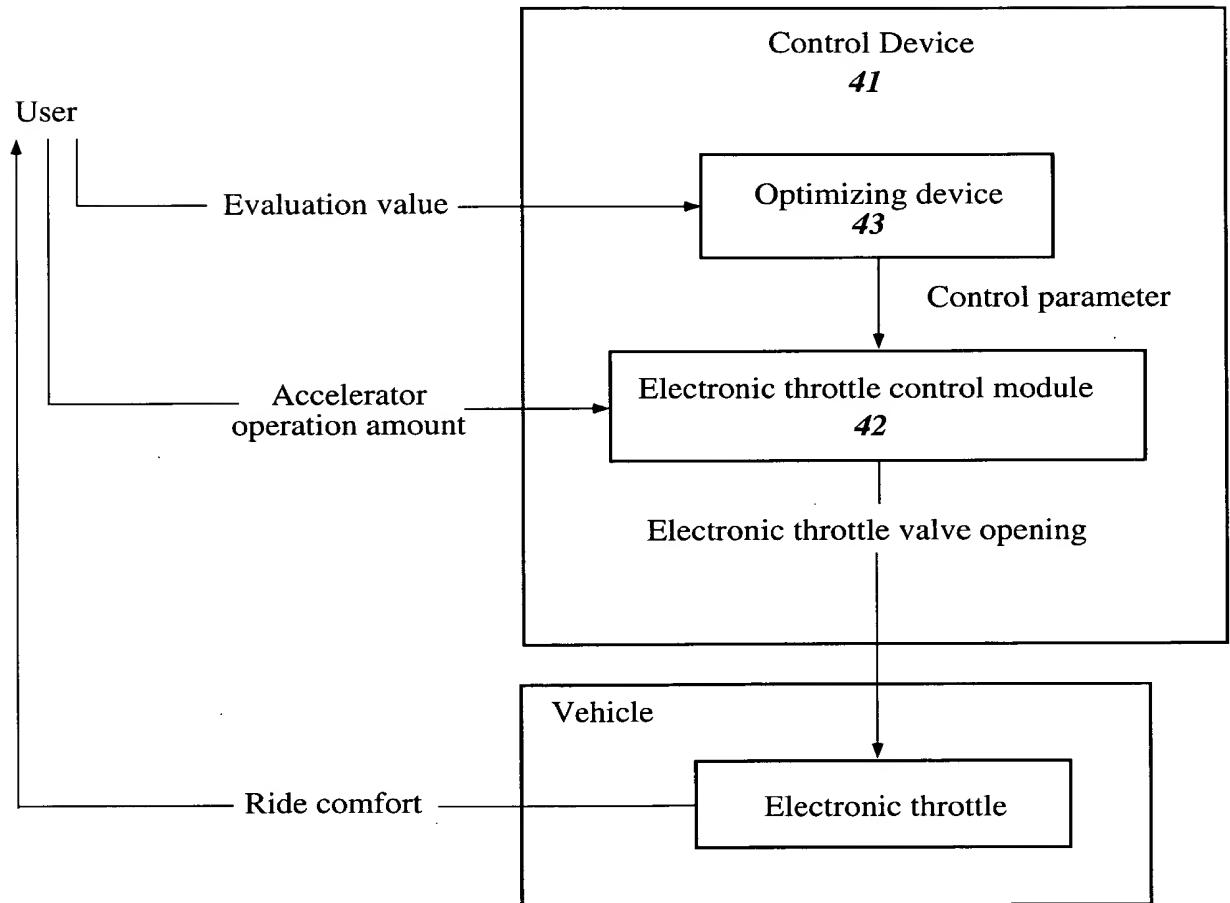 Control Device
41
User
Optimizing device
43
Evaluation value
Control parameter
Electronic throttle control module
42
Accelerator
operation amount
Electronic throttle valve opening
Vehicle
Electronic throttle
Ride comfort